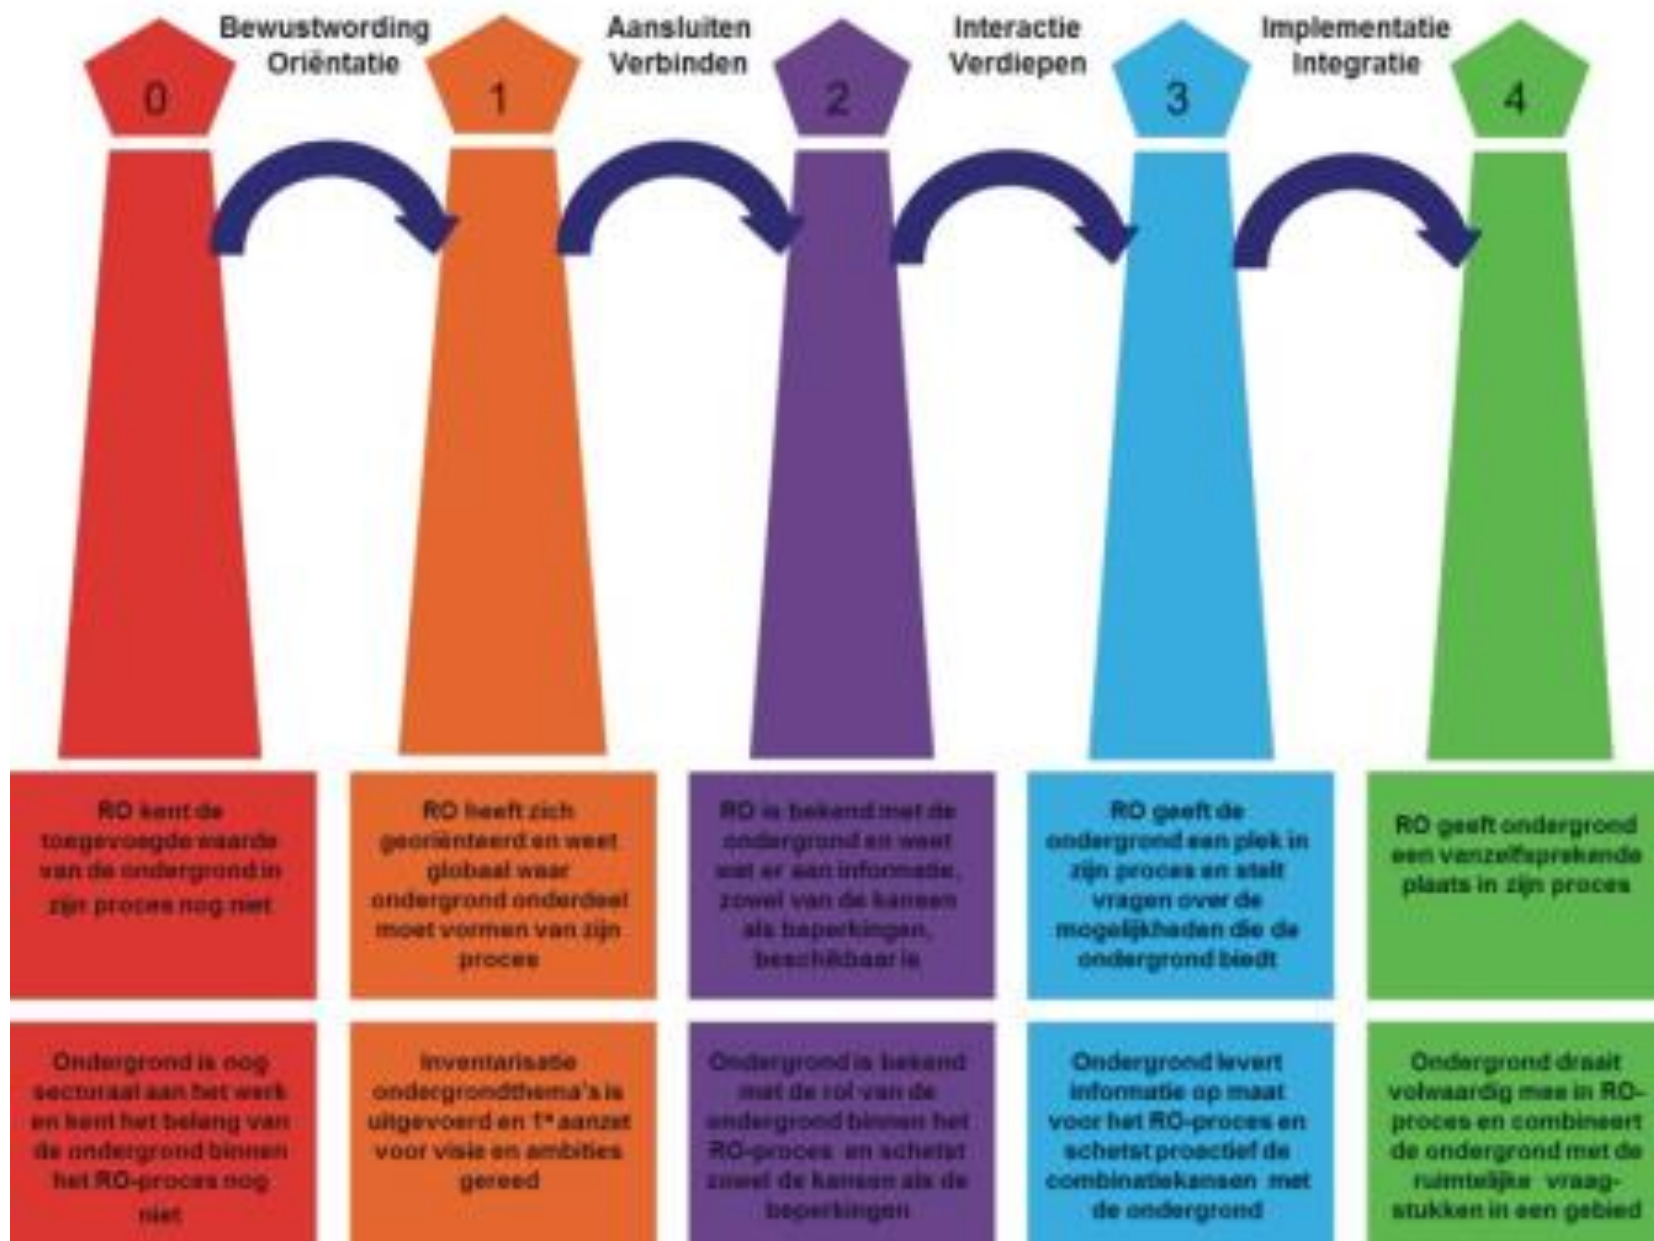 Bewustwording
Oriëntatie
Aansluiten
Verbinden
Interactie
Verdiepen
Implementatie
Integratie
0
1
2
3
4
RO kent de
toegevoegde waarde
van de ondergrond in
zijn proces nog niet
RO heeft zich
georiënteerd en weet
globaal waar
ondergrond onderdeel
moet vormen van zijn
proces
RO is bekend met de
ondergrond en weet
wat er aan informatie,
zowel van de kansen
als beperkingen,
beschikbaar is
RO geeft de
ondergrond een plek in
zijn proces en stelt
vragen over de
mogelijkheden die de
ondergrond biedt
RO geeft ondergrond
een vanzelfsprekende
plaats in zijn proces
Ondergrond is nog
sectoraal aan het werk
en kent het belang van
de ondergrond binnen
het RO-proces nog
niet
Inventarisatie
ondergrondthema's is
uitgevoerd en 1e aanzet
voor visie en ambities
gereed
Ondergrond is bekend
met de rol van de
ondergrond binnen het
RO-proces en schetst
zowel de kansen als de
beperkingen
Ondergrond levert
informatie op maat
voor het RO-proces en
schetst proactief de
combinatiekansen met
de ondergrond
Ondergrond draait
volwaardig mee in RO-
proces en combineert
de ondergrond met de
ruimtelijke vraag-
stukken in een gebied